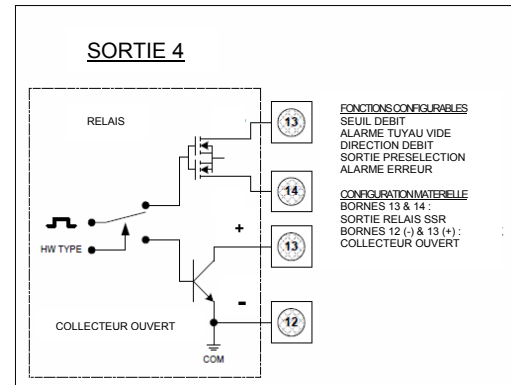 SORTIE 4
RELAIS
13
14
+
13
HW TYPE
-
12
COLLECTEUR OUVERT
COM
FONCTIONS CONFIGURABLES
SEUIL DEBIT
ALARME TUYAU VIDE
DIRECTION DEBIT
SORTIE PRESELECTION
ALARME ERREUR
CONFIGURATION MATERIELLE
BORNES 13 & 14 :
SORTIE RELAIS SSR
BORNES 12 (-) & 13 (+) :
COLLECTEUR OUVERT